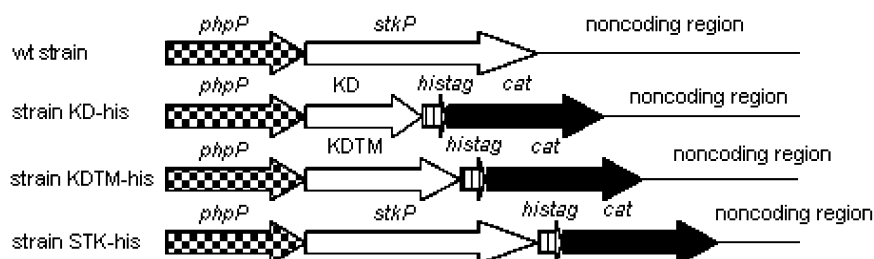 phpP stkP noncoding region
wt strain
phpP KD histag cat noncoding region
strain KD-his
phpP KDTM histag cat noncoding region
strain KDTM-his
phpP stkP histag cat noncoding region
strain STK-his